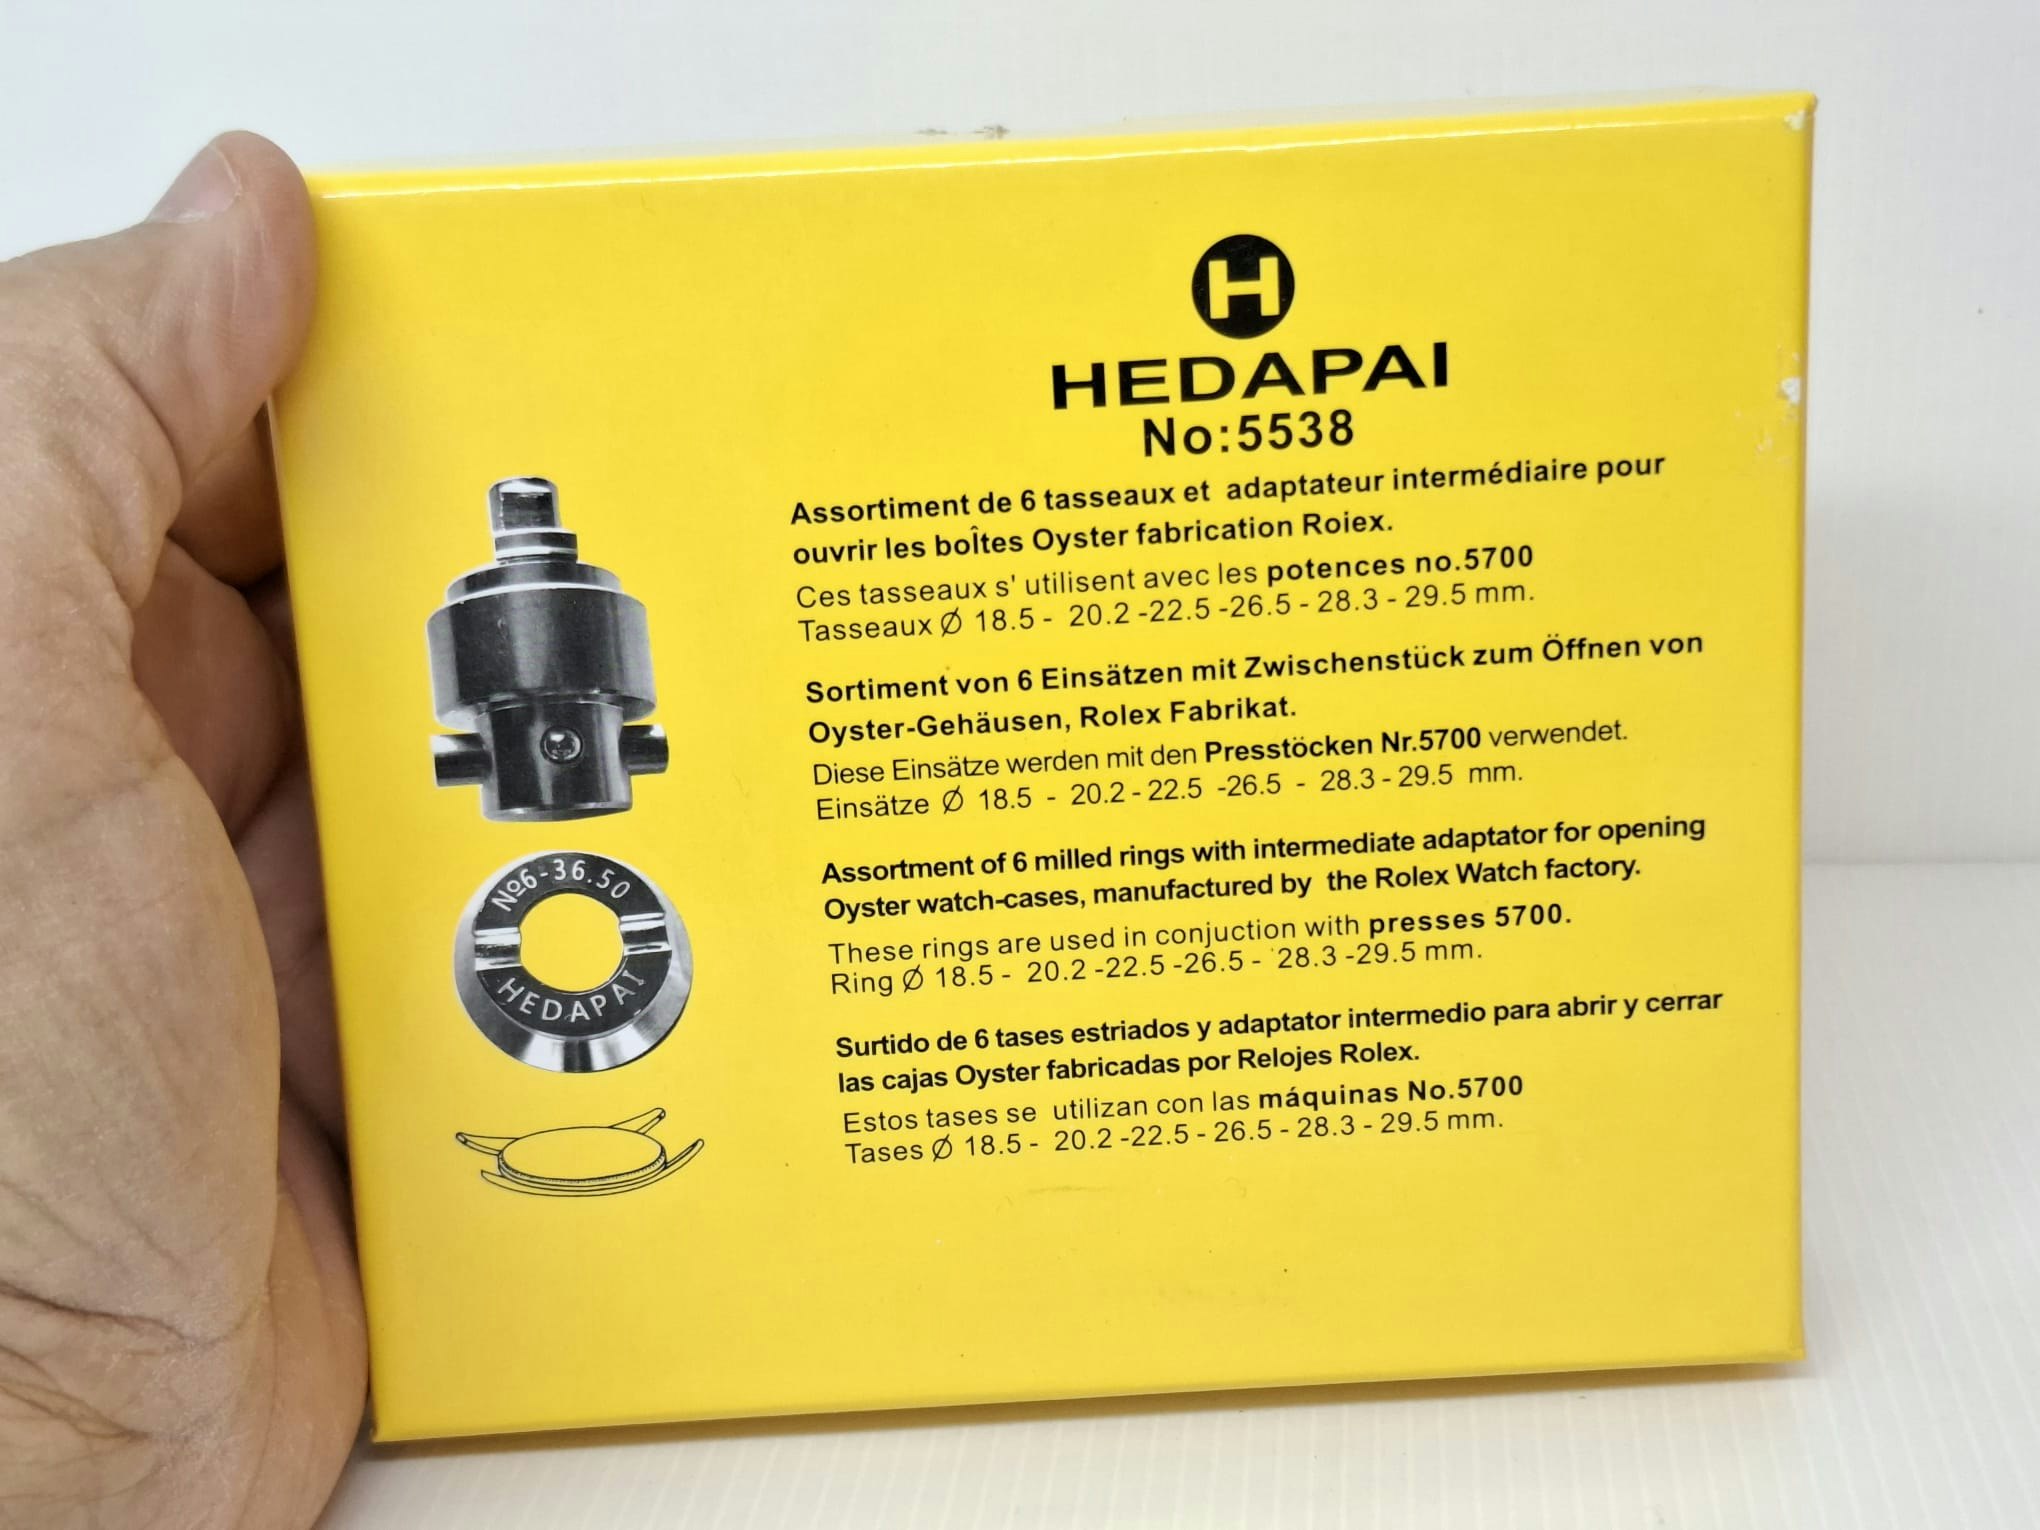 H
HEDAPAI
No:5538
Assortiment de 6 tasseaux et adaptateur intermédiaire pour
ouvrir les boîtes Oyster fabrication Roiex.
Ces tasseaux s' utilisent avec les potences no.5700
Tasseaux Ø 18.5 - 20.2 -22.5 -26.5 - 28.3 - 29.5 mm.
Sortiment von 6 Einsätzen mit Zwischenstück zum Öffnen von
Oyster-Gehäusen, Rolex Fabrikat.
Diese Einsätze werden mit den Presstöcken Nr.5700 verwendet.
Einsätze Ø 18.5 - 20.2 - 22.5 -26.5 - 28.3 - 29.5 mm.
Assortment of 6 milled rings with intermediate adaptator for opening
Oyster watch-cases, manufactured by the Rolex Watch factory.
These rings are used in conjuction with presses 5700.
Ring Ø 18.5 - 20.2 -22.5 -26.5 - 28.3 -29.5 mm.
Surtido de 6 tases estriados y adaptator intermedio para abrir y cerrar
las cajas Oyster fabricadas por Relojes Rolex.
Estos tases se utilizan con las máquinas No.5700
Tases Ø 18.5 - 20.2 -22.5 - 26.5 - 28.3 - 29.5 mm.
№6-36.50
HEDAPAI